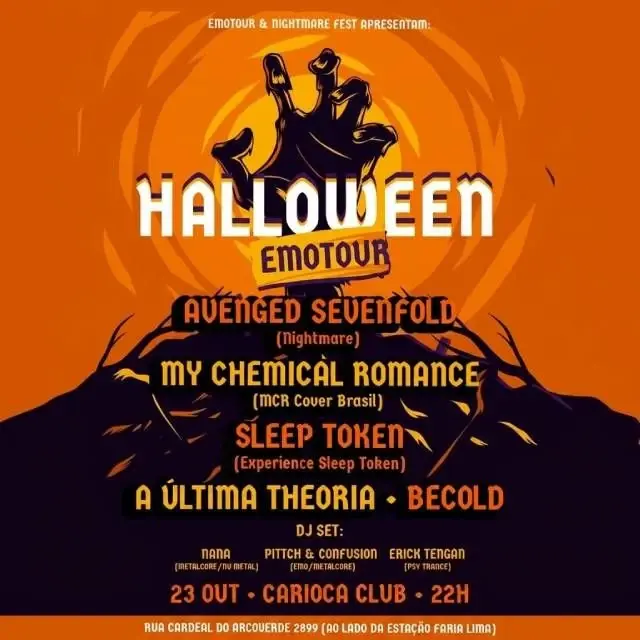 EMOTOUR & NIGHTMARE FEST APRESENTAM:
HALLOWEEN
EMOTOUR
AVENGED SEVENFOLD
(Nightmare)
MY CHEMICAL ROMANCE
(MCR Cover Brasil)
SLEEP TOKEN
(Experience Sleep Token)
A ÚLTIMA THEORIA • BECOLD
DJ SET:
NANA PITTCH & CONFUSION ERICK TENGAN
(METALCORE/NU METAL) (EMO/METALCORE) (PSY TRANCE)
23 OUT • CARIOCA CLUB • 22H
RUA CARDEAL DO ARCOVERDE 2899 (AO LADO DA ESTAÇÃO FARIA LIMA)